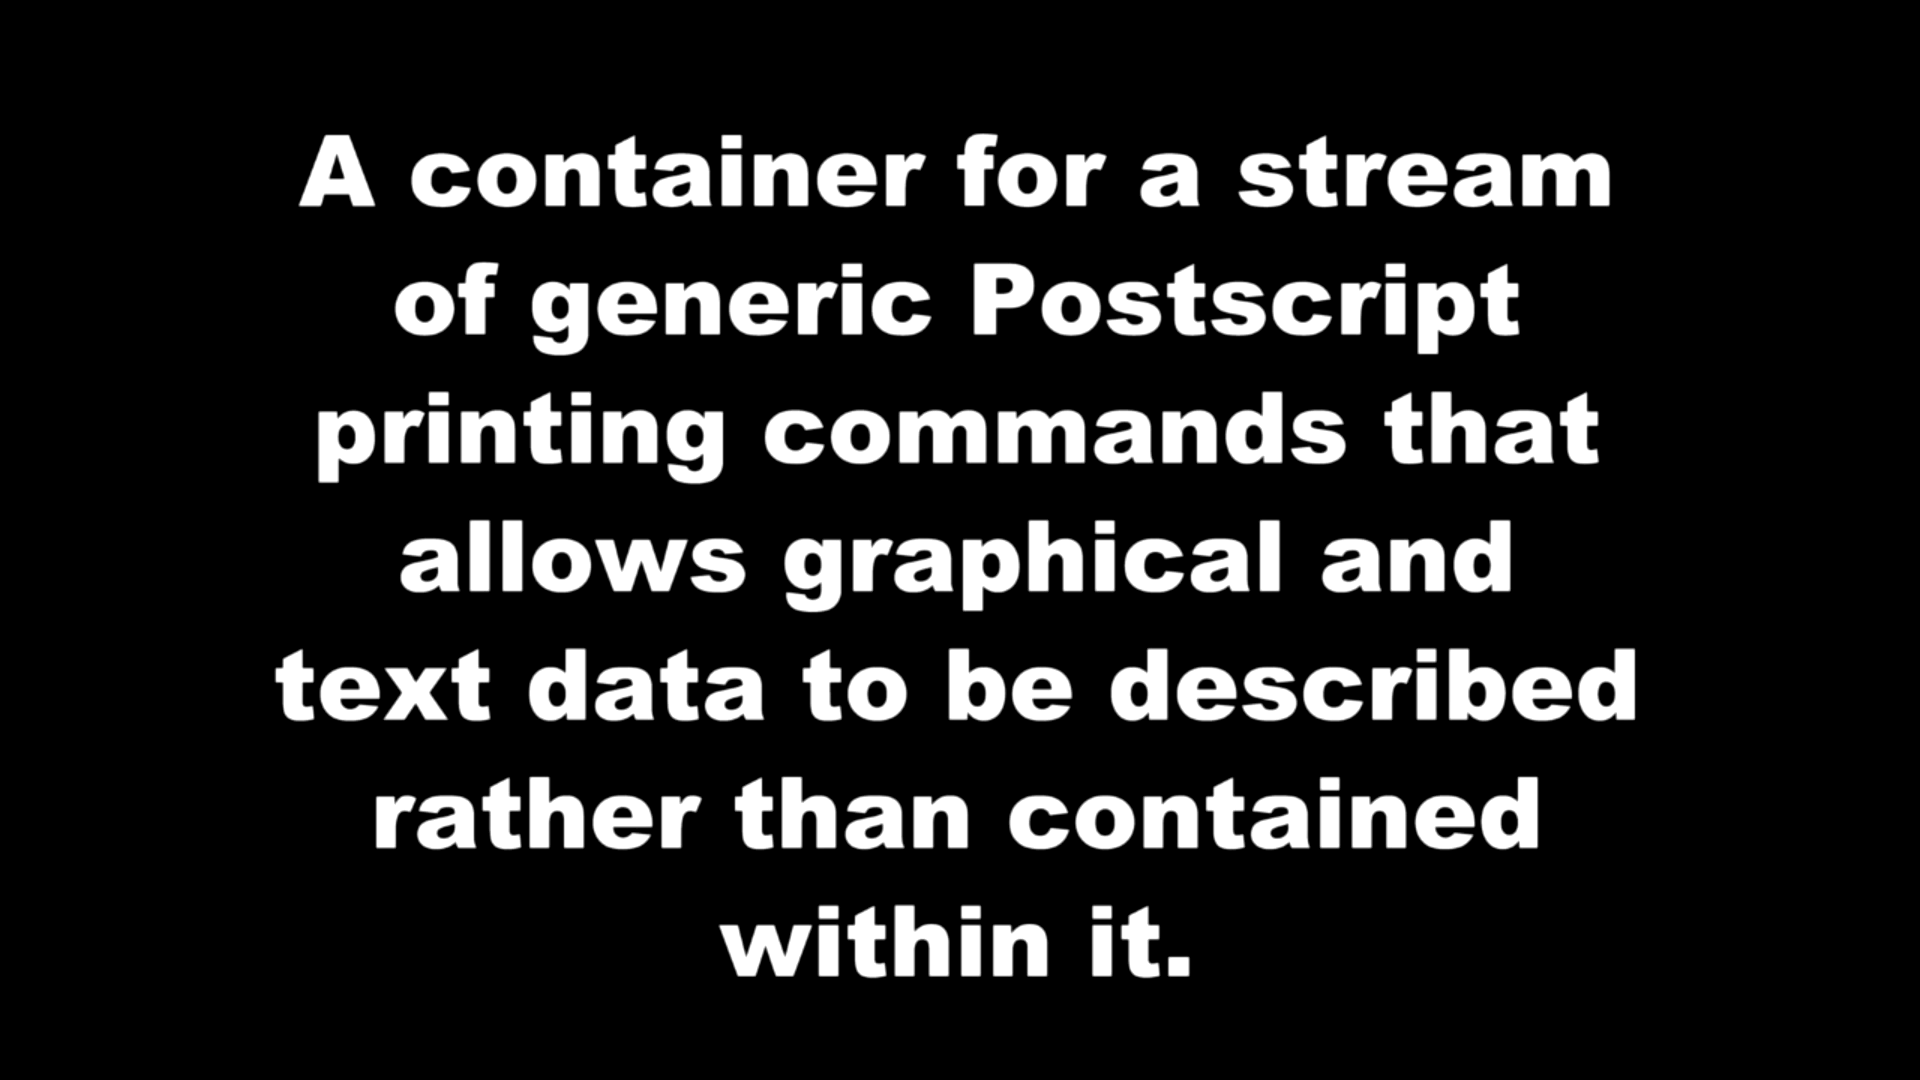 A container for a stream
of generic Postscript
printing commands that
allows graphical and
text data to be described
rather than contained
within it.